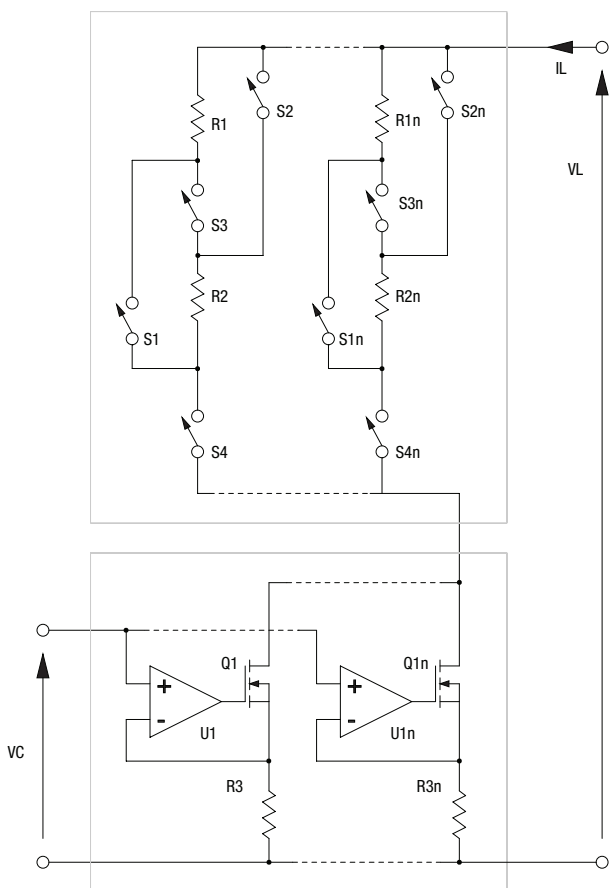 IL
S2
S2n
R1
R1n
VL
S3
S3n
R2
R2n
S1
S1n
S4
S4n
Q1
Q1n
+
+
-
-
U1
U1n
VC
R3
R3n